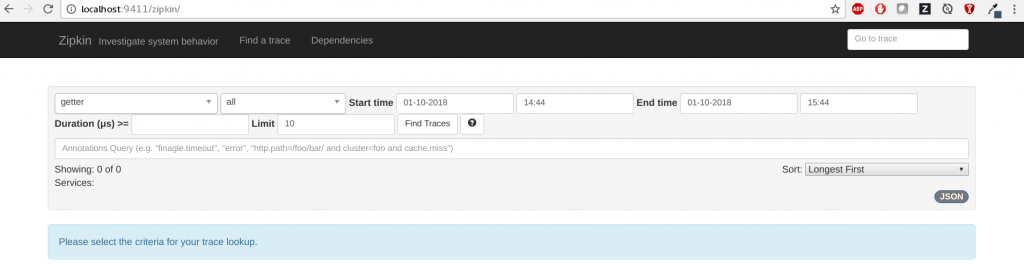 localhost:9411/zipkin/
ABP
Z
Zipkin Investigate system behavior Find a trace Dependencies Go to trace
getter all Start time 01-10-2018 14:44 End time 01-10-2018 15:44
Duration (μs) >= Limit 10 Find Traces ?
Annotations Query (e.g. "finagle.timeout", "error", "http.path=/foo/bar/ and cluster=foo and cache.miss")
Showing: 0 of 0 Sort: Longest First
Services:
JSON
Please select the criteria for your trace lookup.